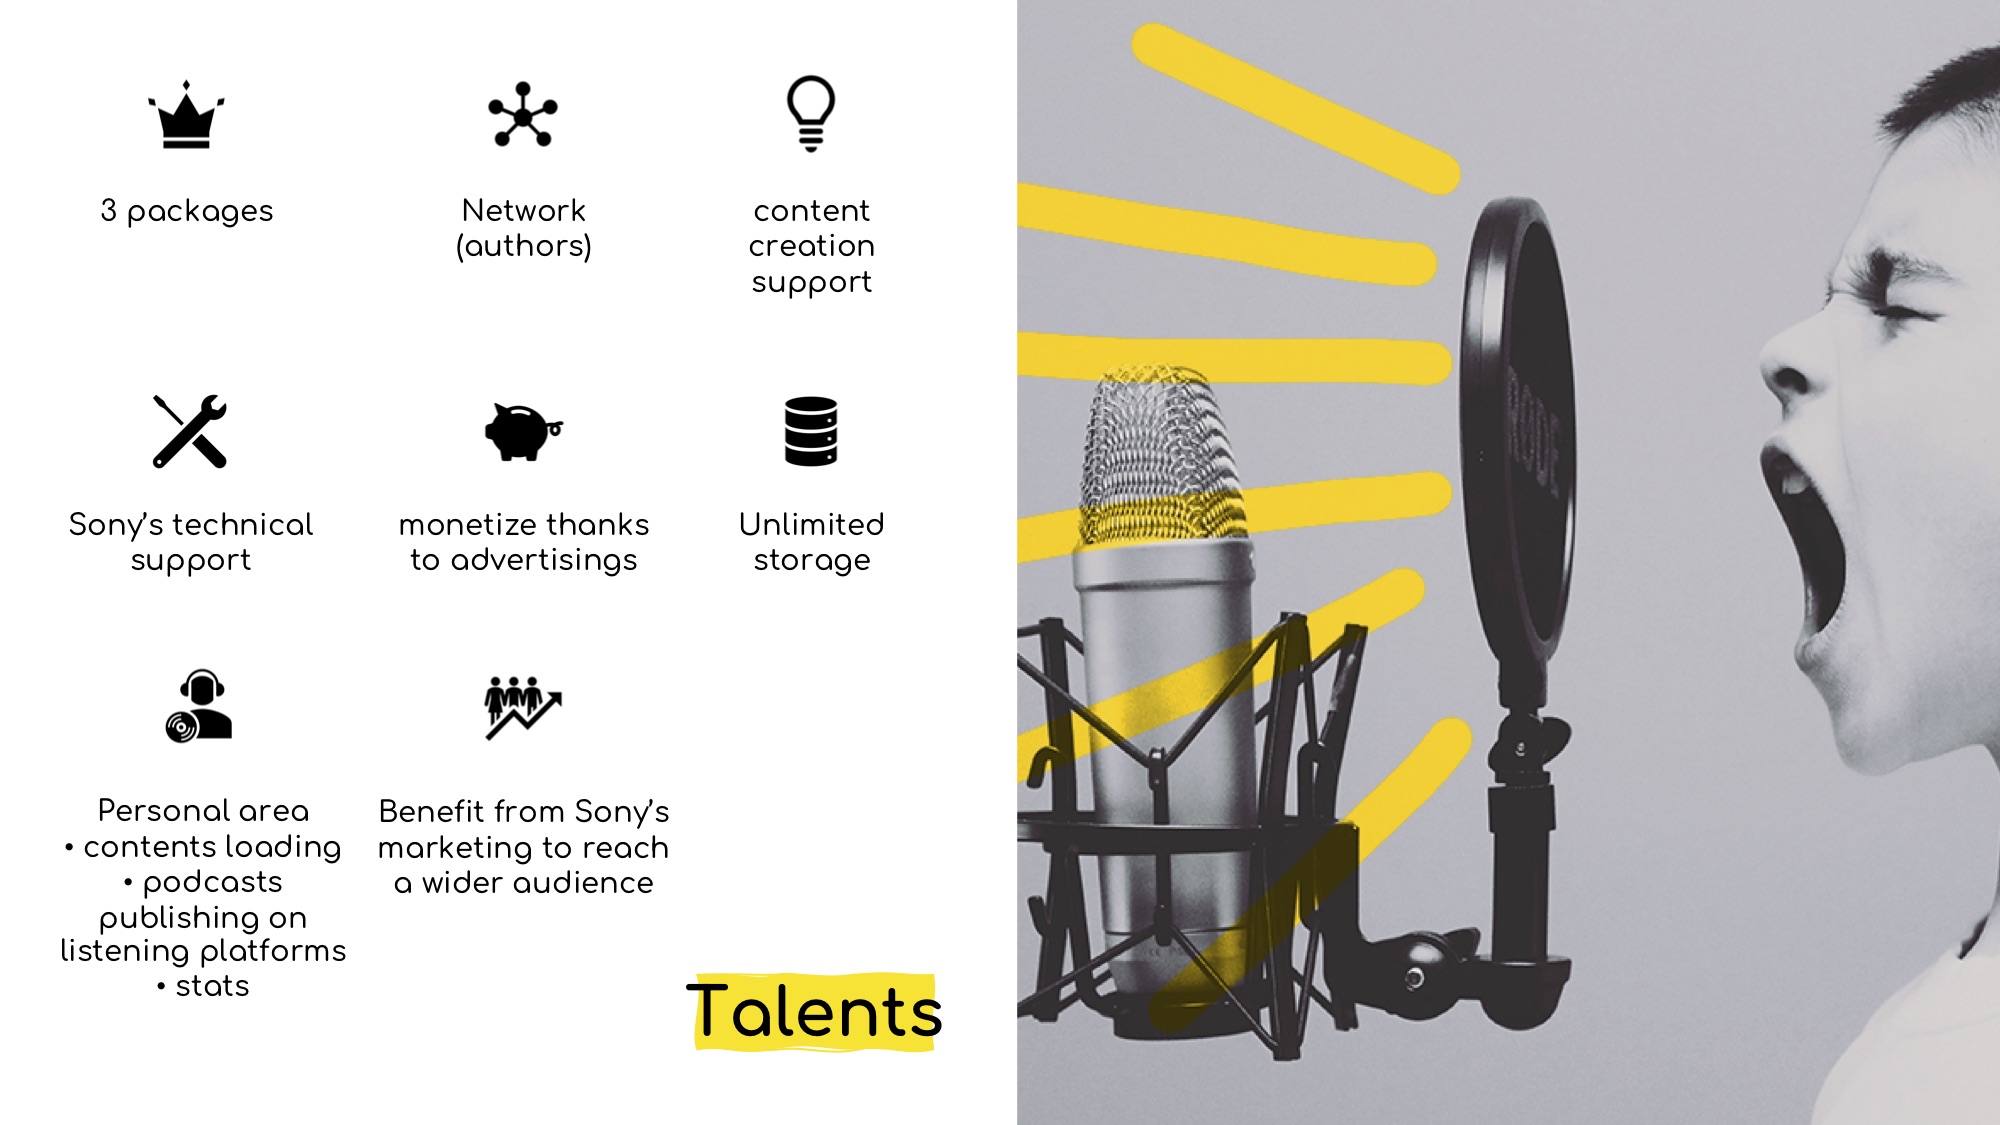 3 packages
Network
(authors)
content
creation
support
Sony’s technical
support
monetize thanks
to advertisings
Unlimited
storage
Personal area
• contents loading
• podcasts
publishing on
listening platforms
• stats
Benefit from Sony’s
marketing to reach
a wider audience
Talents
RODE